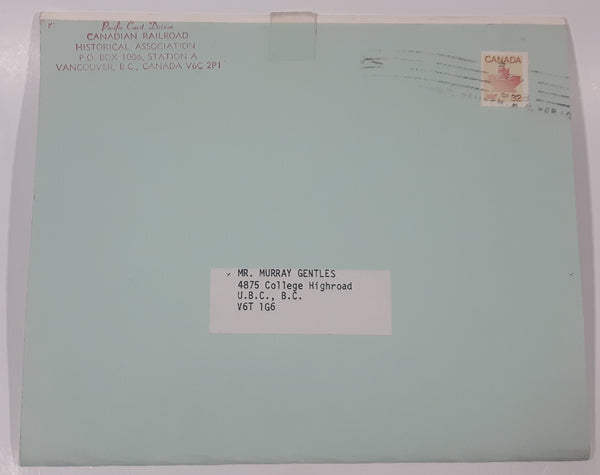 Pacific Coast Division
CANADIAN RAILROAD
HISTORICAL ASSOCIATION
P.O. BOX 1006, STATION A
VANCOUVER, B.C., CANADA V6C 2P1
CANADA
32
MR. MURRAY GENTLES
4875 College Highroad
U.B.C., B.C.
V6T 1G6